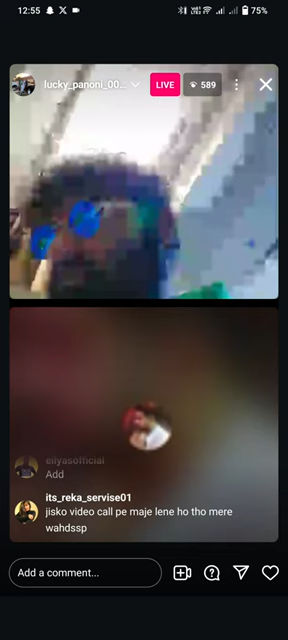 12:55
75%
lucky_panoni_00...
LIVE
589
eilyasofficial
Add
its_reka_servise01
jisko video call pe maje lene ho tho mere
wahdssp
Add a comment...